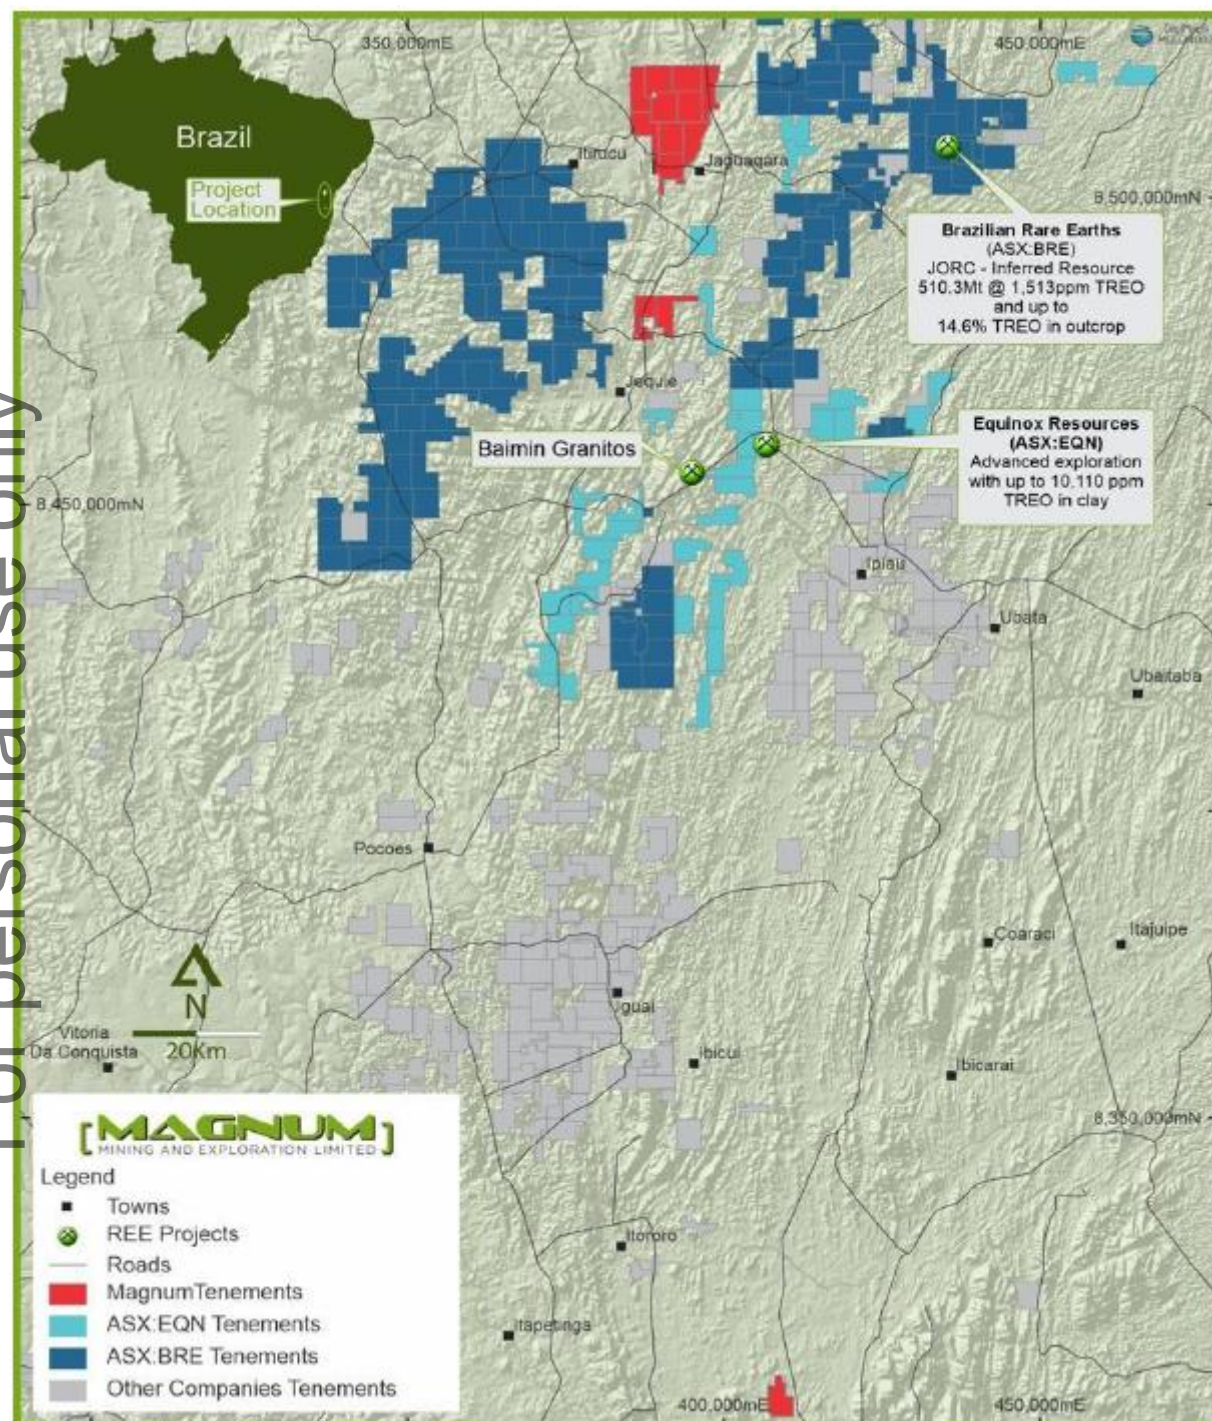 350,000mE
450,000mE
Brazil
Project
Location
Itirucu
Jaguaqara
8,500,000mN
Brazilian Rare Earths
(ASX:BRE)
JORC - Inferred Resource
510.3Mt @ 1,513ppm TREO
and up to
14.6% TREO in outcrop
Jequie
Baimin Granitos
Equinox Resources
(ASX:EQN)
Advanced exploration
with up to 10,110 ppm
TREO in clay
8,450,000mN
Ipiau
Ubata
Ubaitaba
For personal use only
Pocoes
Coaraci
Itajuipe
N
20Km
Iguai
Vitoria
Da Conquista
Ibicui
Ibicarai
8,350,000mN
[MAGNUM]
MINING AND EXPLORATION LIMITED
Legend
Towns
REE Projects
Roads
MagnumTenements
ASX:EQN Tenements
ASX:BRE Tenements
Other Companies Tenements
Itororo
Itapetinga
400,000mE
450,000mE